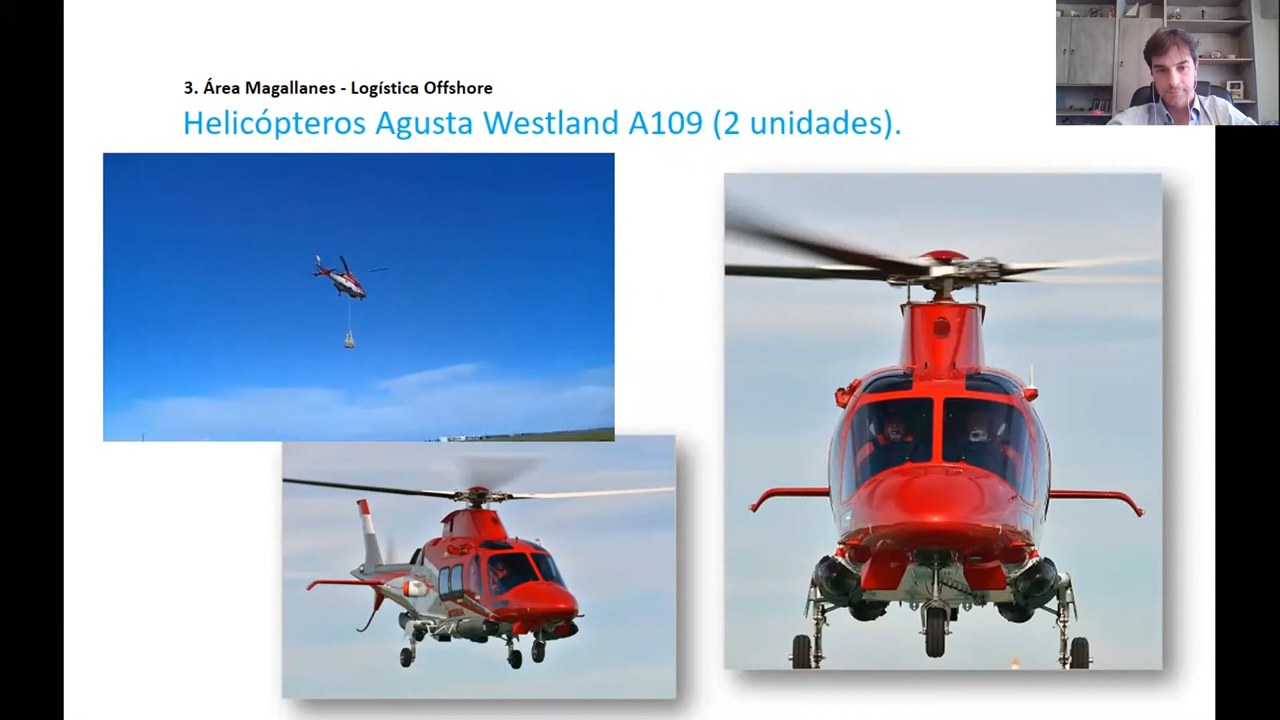 3. Área Magallanes - Logística Offshore
Helicópteros Agusta Westland A109 (2 unidades).